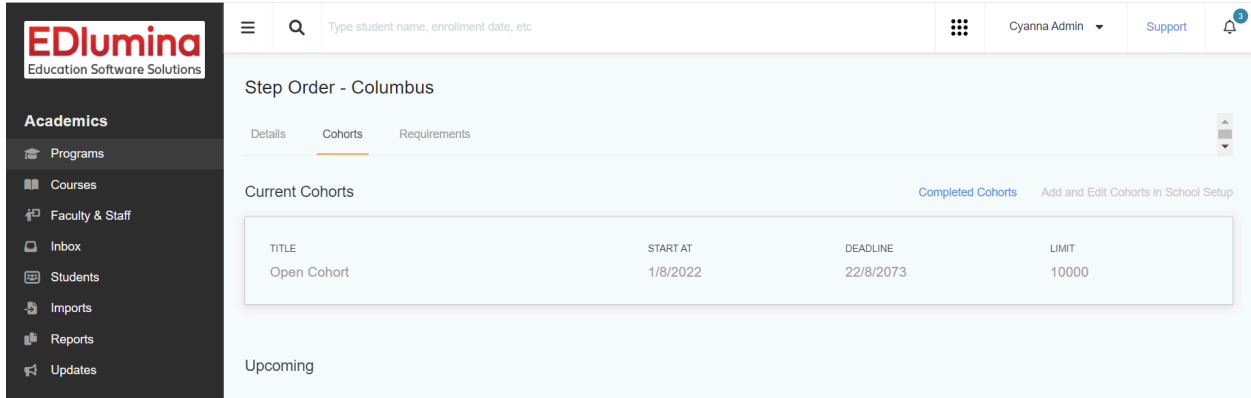 EDlumina
Education Software Solutions
Type student name, enrollment date, etc
Cyanna Admin
Support
3
Academics
Programs
Courses
Faculty & Staff
Inbox
Students
Imports
Reports
Updates
Step Order - Columbus
Details Cohorts Requirements
Current Cohorts
Completed Cohorts Add and Edit Cohorts in School Setup
TITLE START AT DEADLINE LIMIT
Open Cohort 1/8/2022 22/8/2073 10000
Upcoming